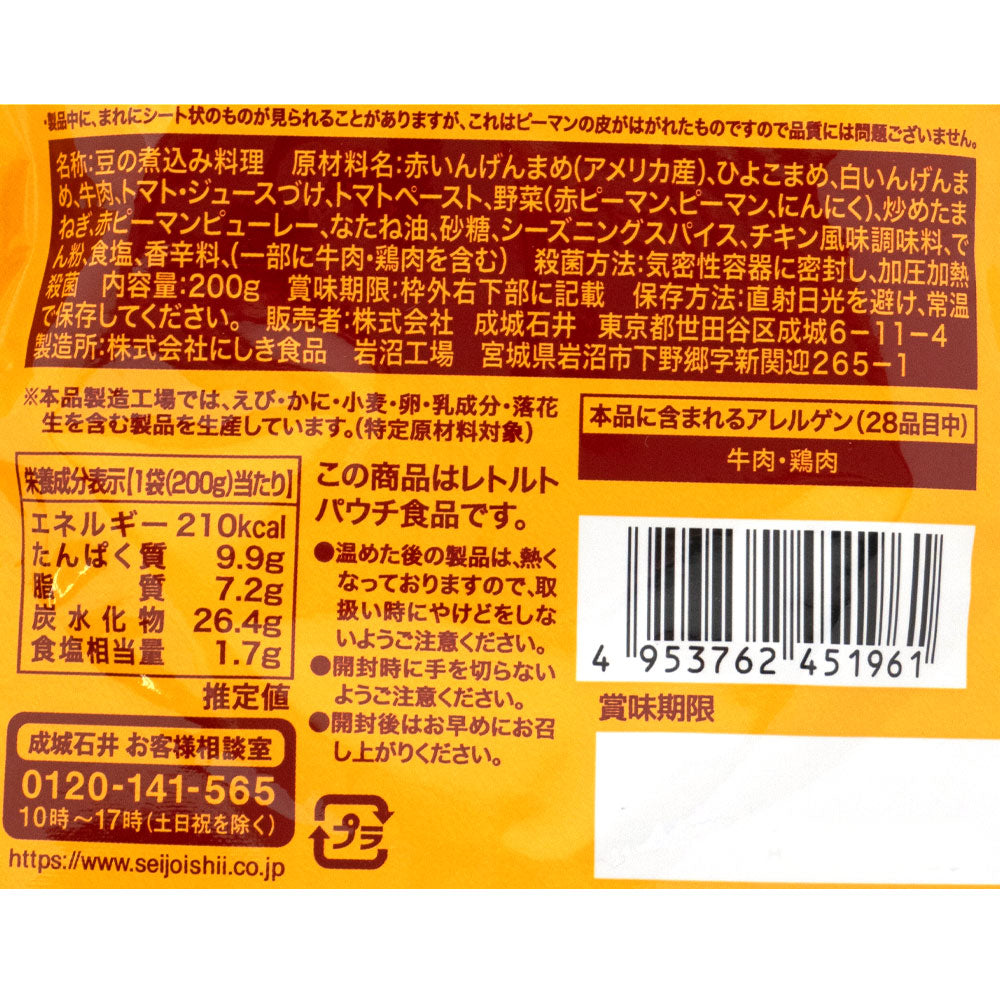 ・製品中に、まれにシート状のものが見られることがありますが、これはピーマンの皮がはがれたものですので品質には問題ございません。
名称:豆の煮込み料理 原材料名:赤いんげんまめ(アメリカ産)、ひよこまめ、白いんげんま
め、牛肉、トマト・ジュースづけ、トマトペースト、野菜(赤ピーマン、ピーマン、にんにく)、炒めたま
ねぎ、赤ピーマンピューレー、なたね油、砂糖、シーズニングスパイス、チキン風味調味料、で
ん粉、食塩、香辛料、(一部に牛肉・鶏肉を含む) 殺菌方法:気密性容器に密封し、加圧加熱
殺菌 内容量:200g 賞味期限:枠外右下部に記載 保存方法:直射日光を避け、常温
で保存してください。 販売者:株式会社 成城石井 東京都世田谷区成城6-11-4
製造所:株式会社にしき食品 岩沼工場 宮城県岩沼市下野郷字新関迎265-1
※本品製造工場では、えび・かに・小麦・卵・乳成分・落花
生を含む製品を生産しています。(特定原材料対象)
本品に含まれるアレルゲン(28品目中)
牛肉・鶏肉
栄養成分表示【1袋(200g)当たり】
エネルギー 210kcal
たんぱく質 9.9g
脂質 7.2g
炭水化物 26.4g
食塩相当量 1.7g
推定値
この商品はレトルト
パウチ食品です。
●温めた後の製品は、熱く
なっておりますので、取
扱い時にやけどをしな
いようご注意ください。
●開封時に手を切らない
ようご注意ください。
●開封後はお早めにお召
し上がりください。
4 953762 451961
賞味期限
成城石井 お客様相談室
0120-141-565
10時〜17時(土日祝を除く)
https://www.seijoishii.co.jp
プラ